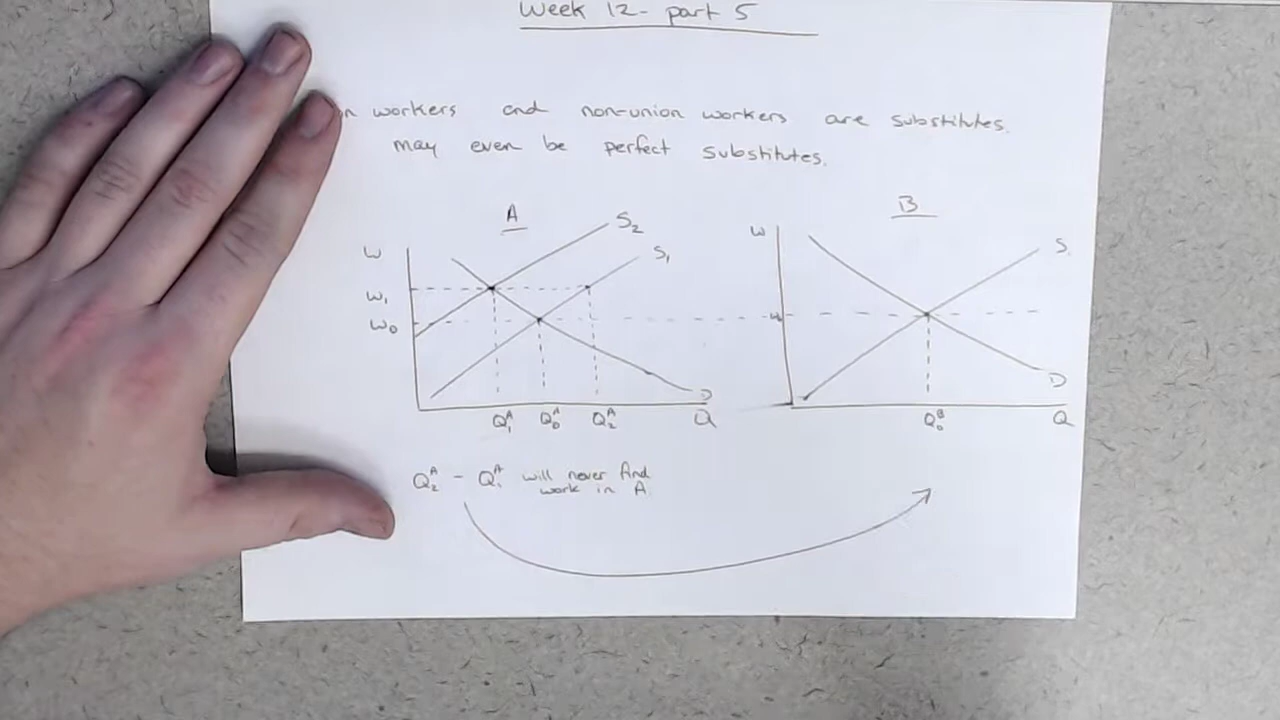 Week 12 - part 5
workers and non-union workers are substitutes.
may even be perfect substitutes.
A
B
W
S₂
S₁
W₁
W₀
D
Q₁ᴬ Q₀ᴬ Q₂ᴬ Q
W
S
W₀
D
Q₀ᴮ Q
Q₂ᴬ - Q₁ᴬ will never find
work in A.